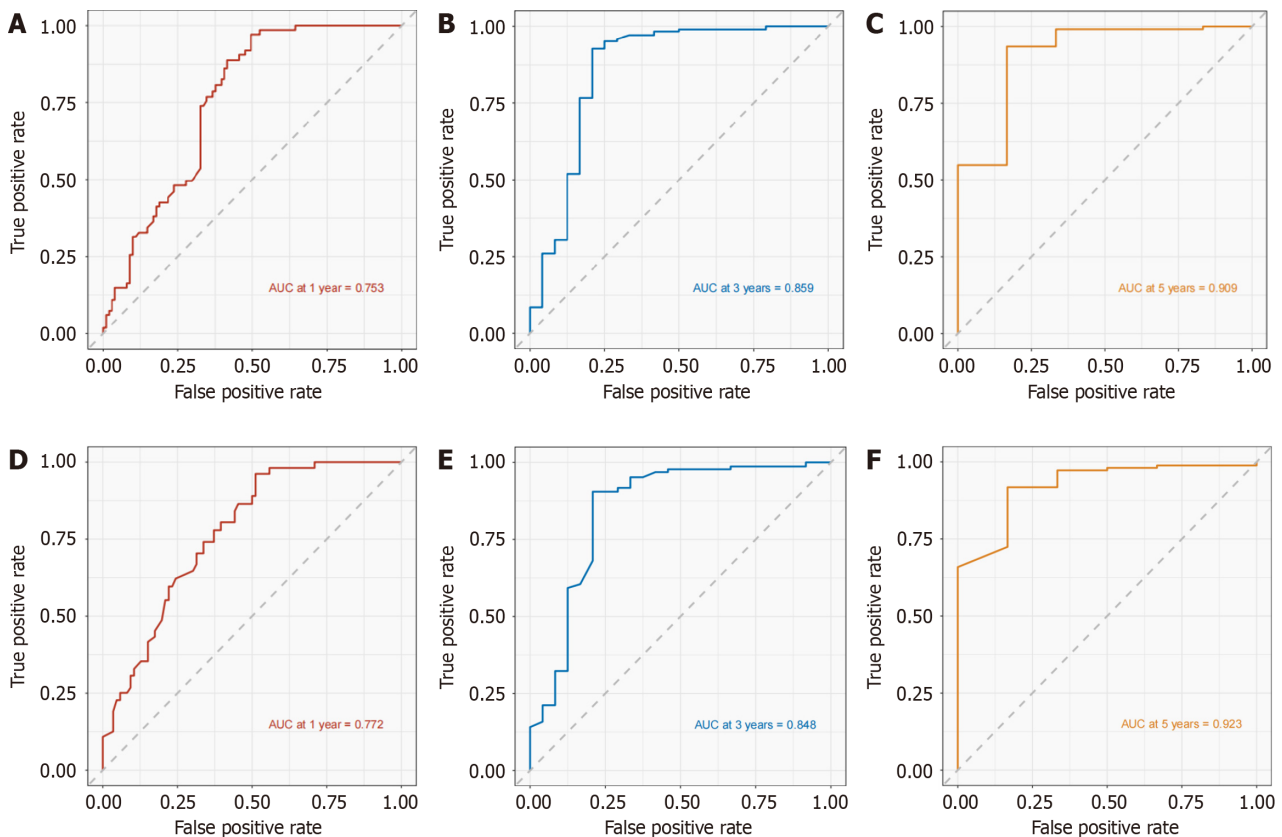 A
1.00
0.75
0.50
0.25
0.00
True positive rate
AUC at 1 year = 0.753
0.00 0.25 0.50 0.75 1.00
False positive rate
B
1.00
0.75
0.50
0.25
0.00
True positive rate
AUC at 3 years = 0.859
0.00 0.25 0.50 0.75 1.00
False positive rate
C
1.00
0.75
0.50
0.25
0.00
True positive rate
AUC at 5 years = 0.909
0.00 0.25 0.50 0.75 1.00
False positive rate
D
1.00
0.75
0.50
0.25
0.00
True positive rate
AUC at 1 year = 0.772
0.00 0.25 0.50 0.75 1.00
False positive rate
E
1.00
0.75
0.50
0.25
0.00
True positive rate
AUC at 3 years = 0.848
0.00 0.25 0.50 0.75 1.00
False positive rate
F
1.00
0.75
0.50
0.25
0.00
True positive rate
AUC at 5 years = 0.923
0.00 0.25 0.50 0.75 1.00
False positive rate